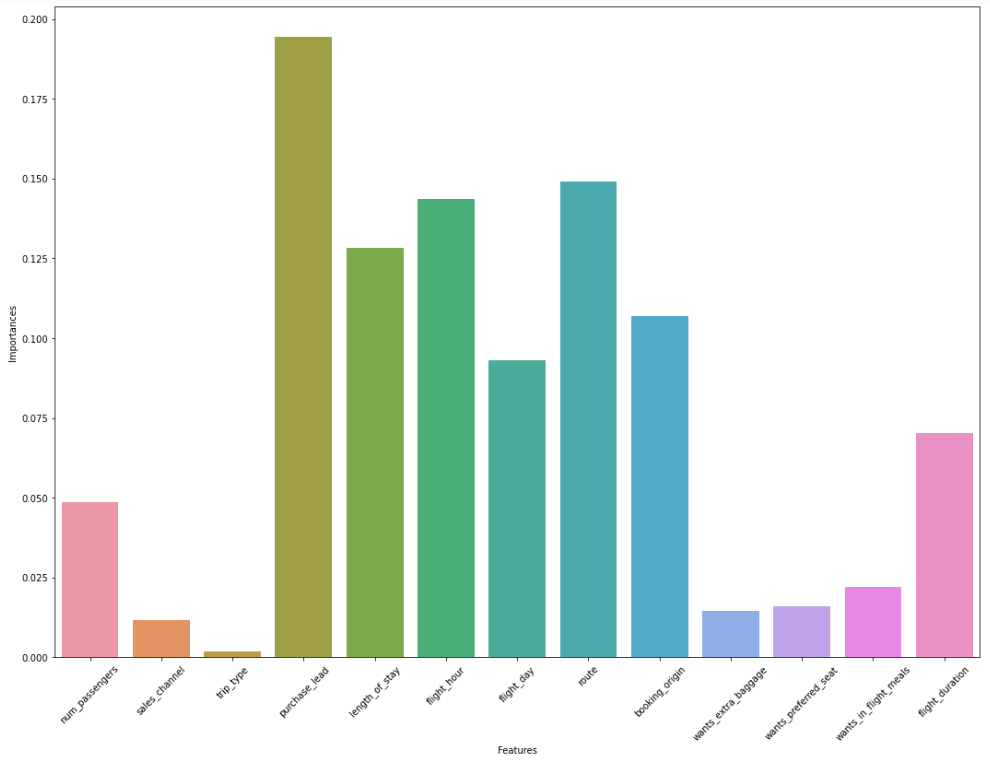 0.200
0.175
0.150
0.125
0.100
0.075
0.050
0.025
0.000
Importances
num_passengers
sales_channel
trip_type
purchase_lead
length_of_stay
flight_hour
flight_day
route
booking_origin
wants_extra_baggage
wants_preferred_seat
wants_in_flight_meals
flight_duration
Features